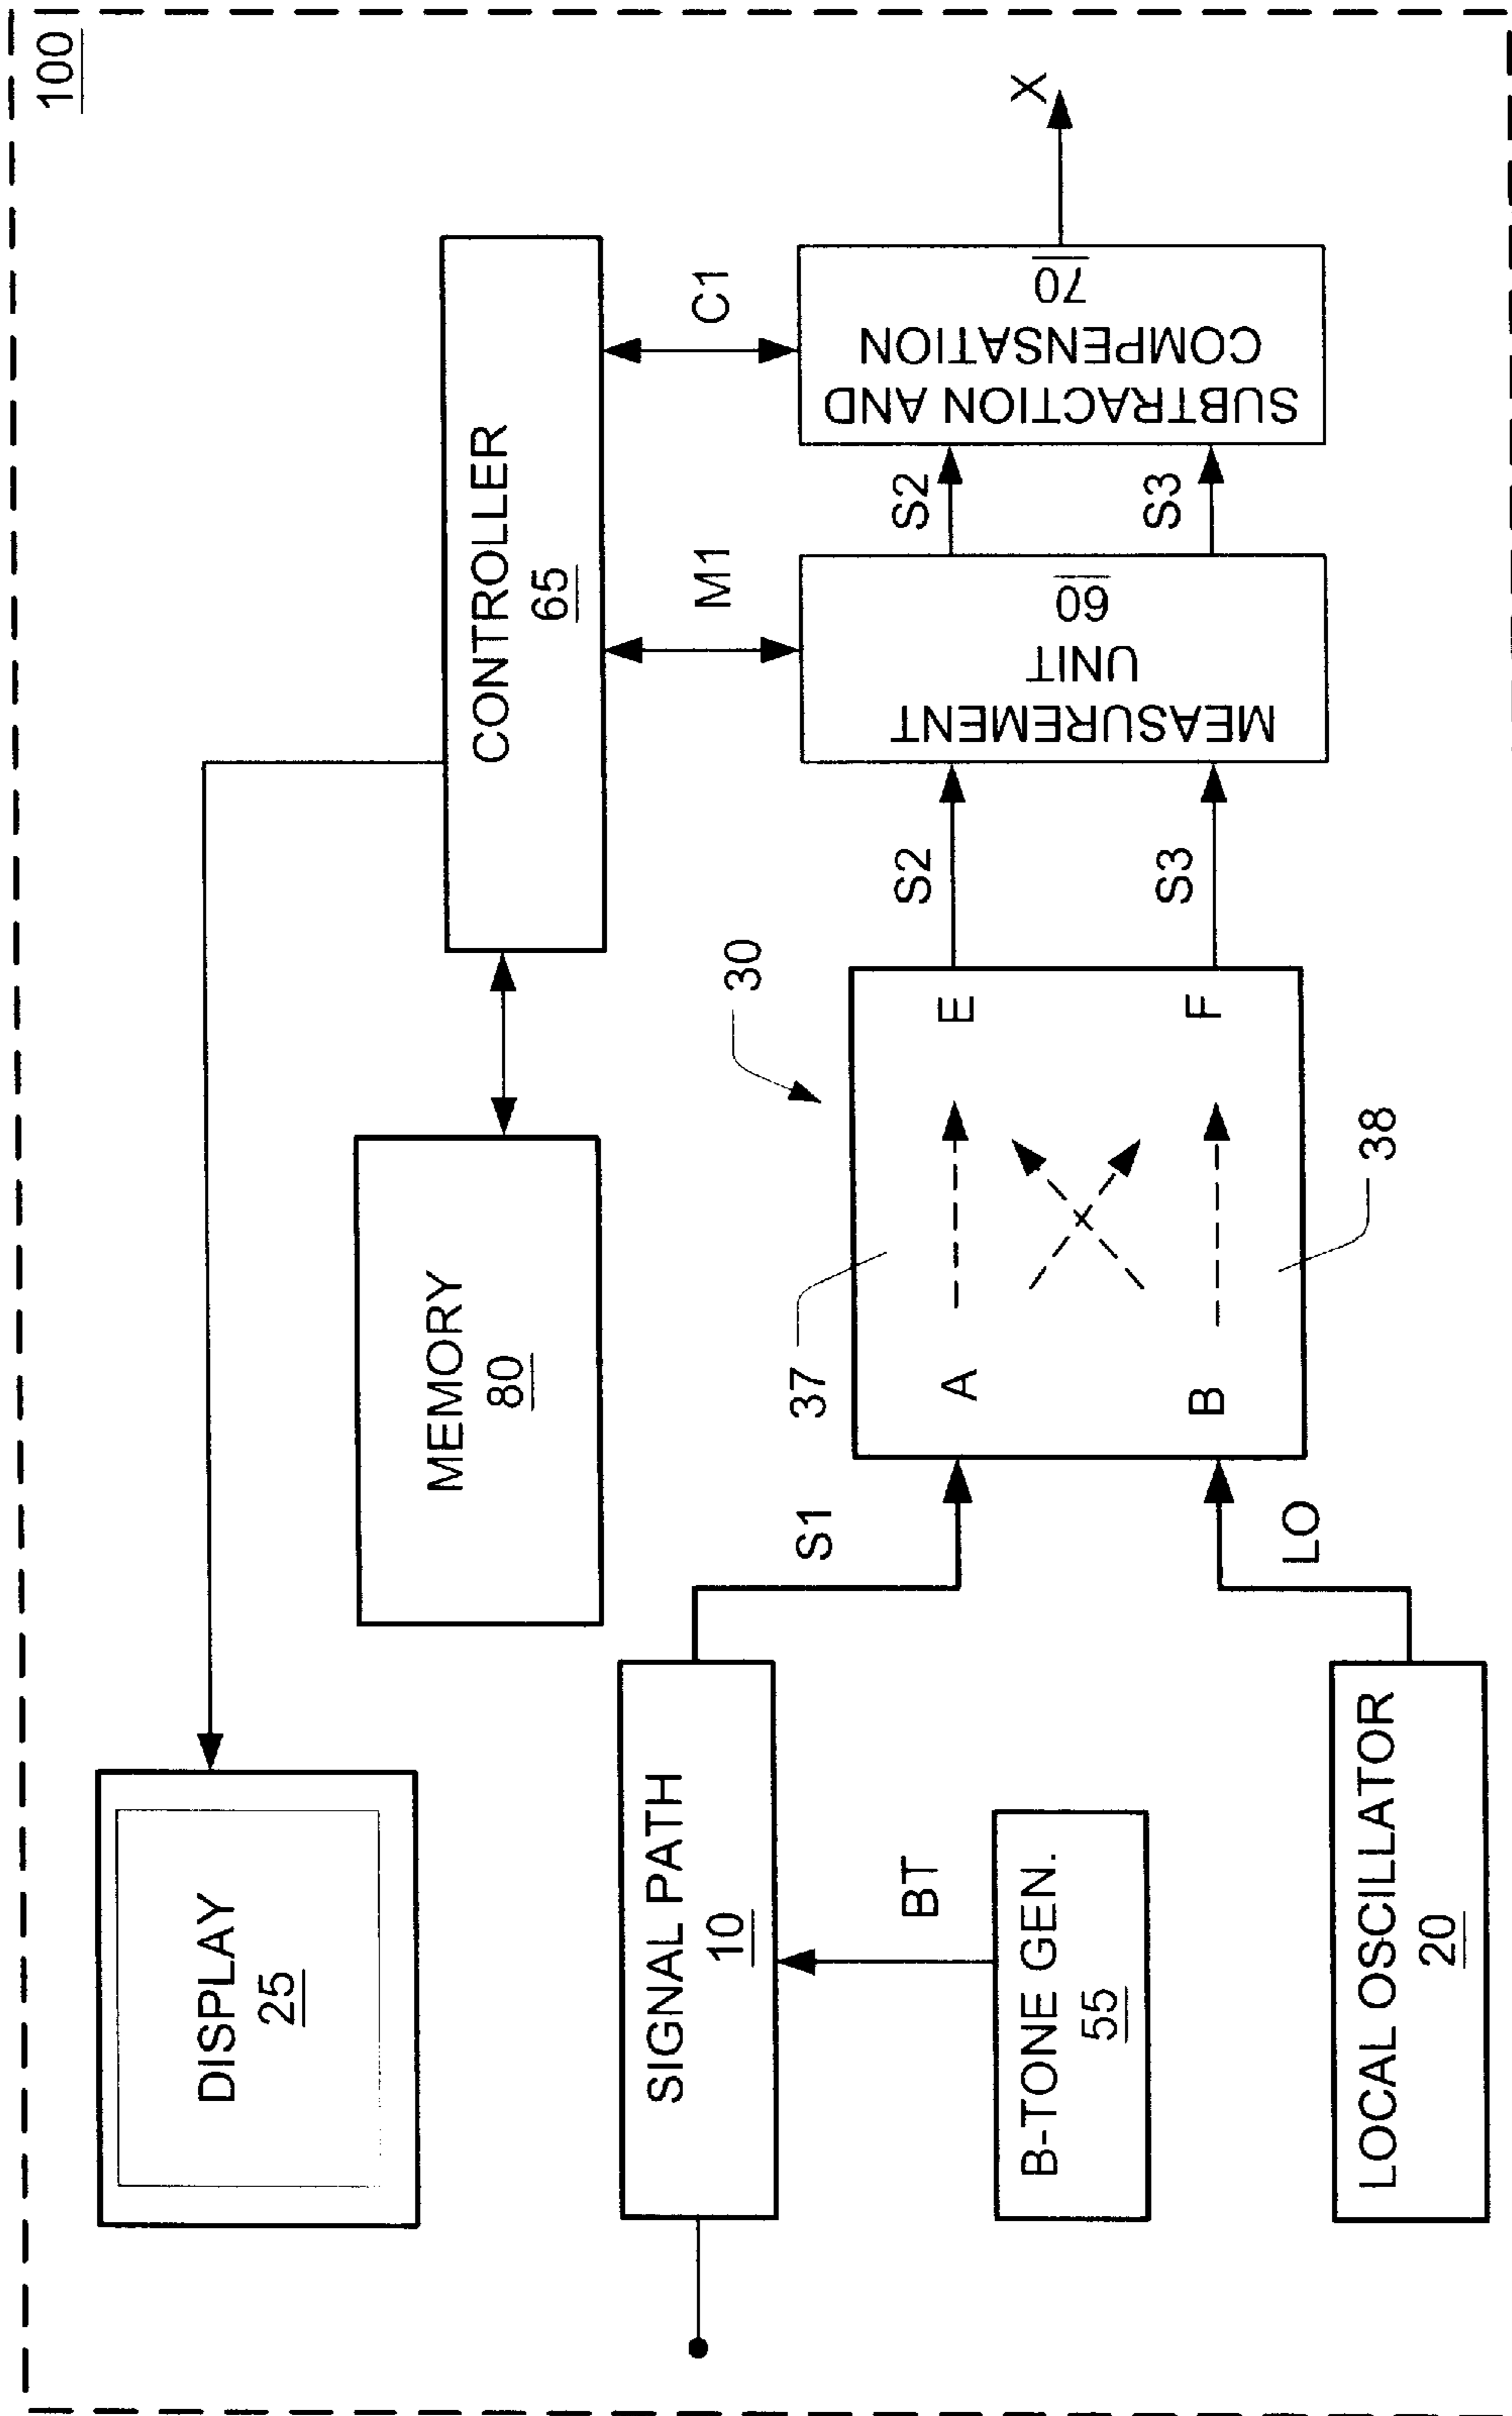 100
DISPLAY
25
CONTROLLER
65
MEMORY
80
C1
M1
X
30
SIGNAL PATH
10
S1
37
A
E
S2
S2
SUBTRACTION AND
COMPENSATION
70
MEASUREMENT
UNIT
60
BT
B-TONE GEN.
55
B
F
S3
S3
38
LO
LOCAL OSCILLATOR
20